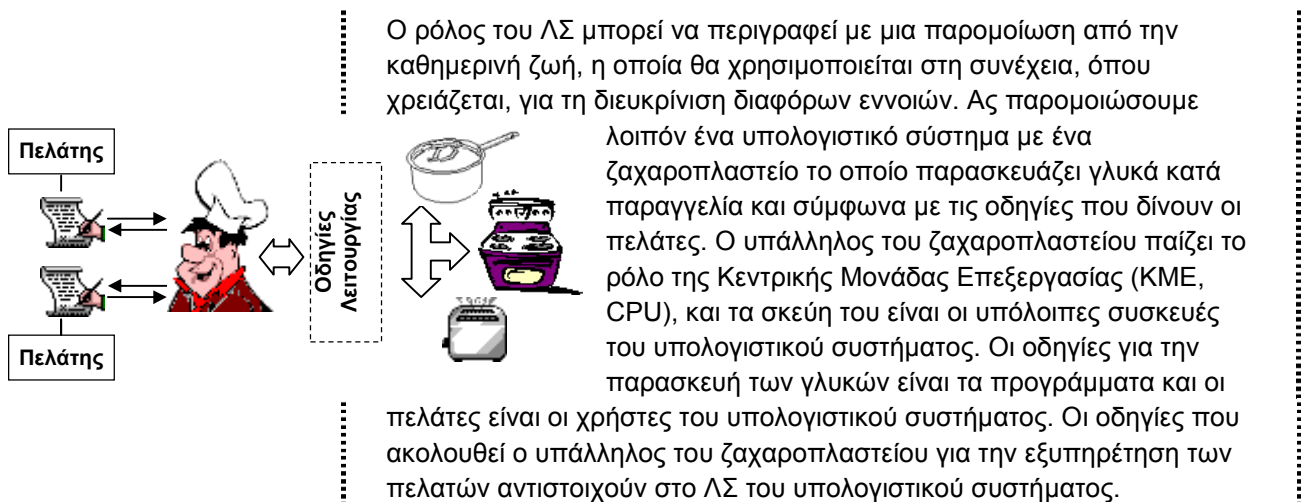 Ο ρόλος του ΛΣ μπορεί να περιγραφεί με μια παρομοίωση από την
καθημερινή ζωή, η οποία θα χρησιμοποιείται στη συνέχεια, όπου
χρειάζεται, για τη διευκρίνιση διαφόρων εννοιών. Ας παρομοιώσουμε
λοιπόν ένα υπολογιστικό σύστημα με ένα
ζαχαροπλαστείο το οποίο παρασκευάζει γλυκά κατά
παραγγελία και σύμφωνα με τις οδηγίες που δίνουν οι
πελάτες. Ο υπάλληλος του ζαχαροπλαστείου παίζει το
ρόλο της Κεντρικής Μονάδας Επεξεργασίας (ΚΜΕ,
CPU), και τα σκεύη του είναι οι υπόλοιπες συσκευές
του υπολογιστικού συστήματος. Οι οδηγίες για την
παρασκευή των γλυκών είναι τα προγράμματα και οι
πελάτες είναι οι χρήστες του υπολογιστικού συστήματος. Οι οδηγίες που
ακολουθεί ο υπάλληλος του ζαχαροπλαστείου για την εξυπηρέτηση των
πελατών αντιστοιχούν στο ΛΣ του υπολογιστικού συστήματος.
Πελάτης
Πελάτης
Οδηγίες
Λειτουργίας